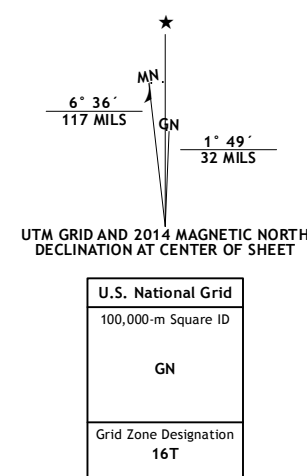 ★
MN
6° 36´
117 MILS
GN
1° 49´
32 MILS
UTM GRID AND 2014 MAGNETIC NORTH
DECLINATION AT CENTER OF SHEET
U.S. National Grid
100,000-m Square ID
GN
Grid Zone Designation
16T